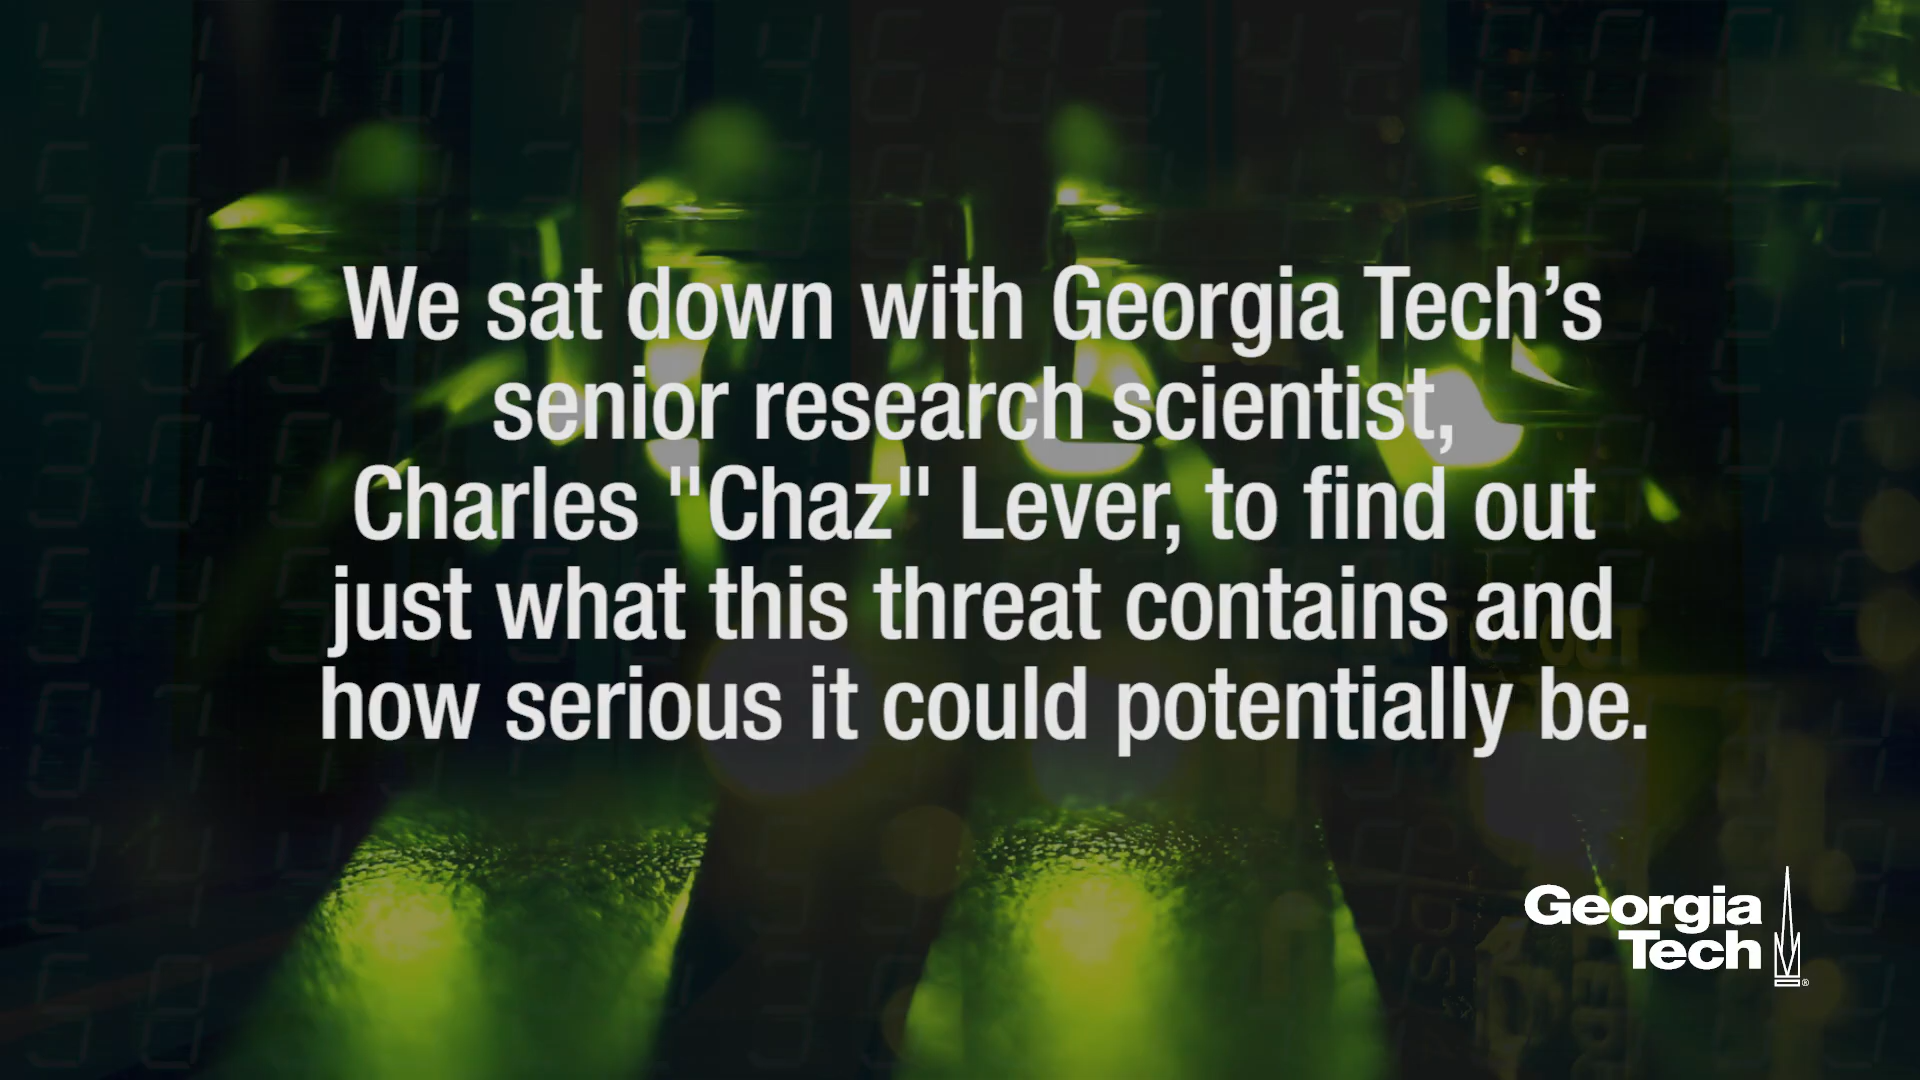 We sat down with Georgia Tech’s
senior research scientist,
Charles "Chaz" Lever, to find out
just what this threat contains and
how serious it could potentially be.
Georgia
Tech
®